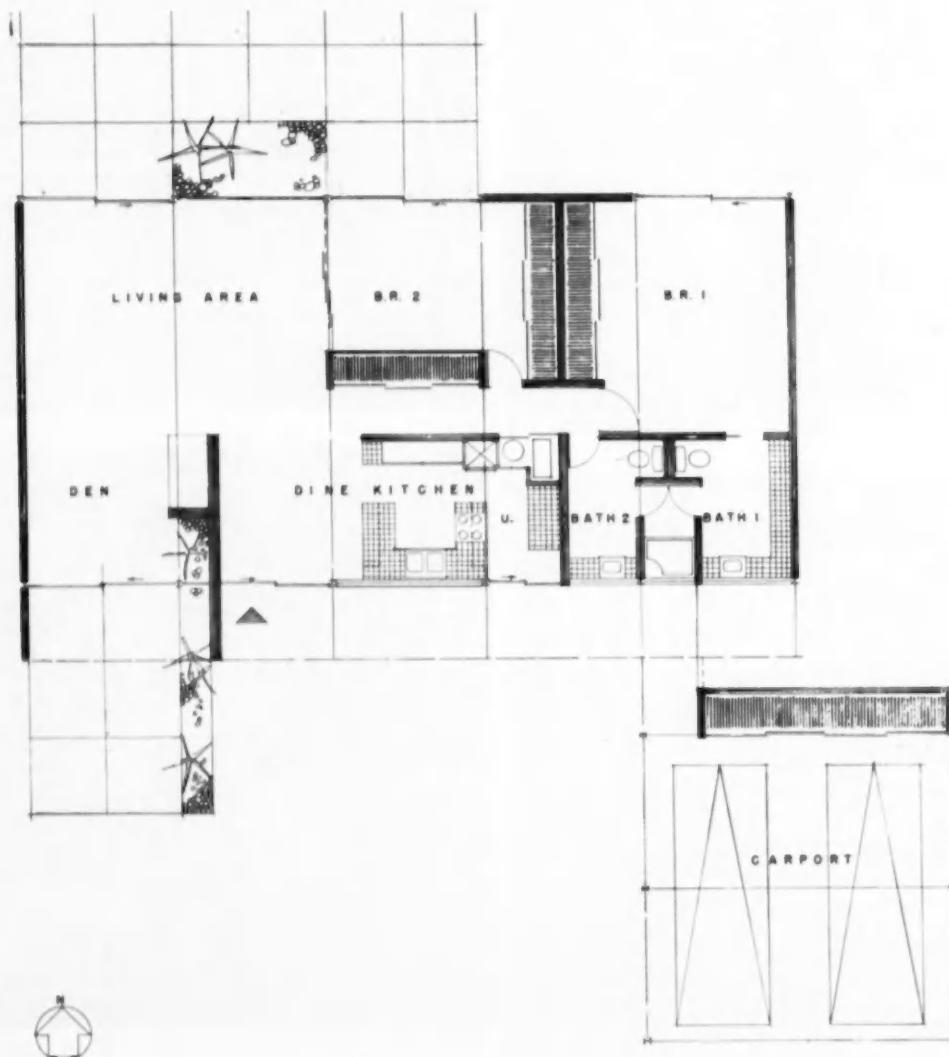 LIVING AREA
B.R. 2
B.R. 1
DEN
DINE KITCHEN
U.
BATH 2
BATH 1
CARPORT
N